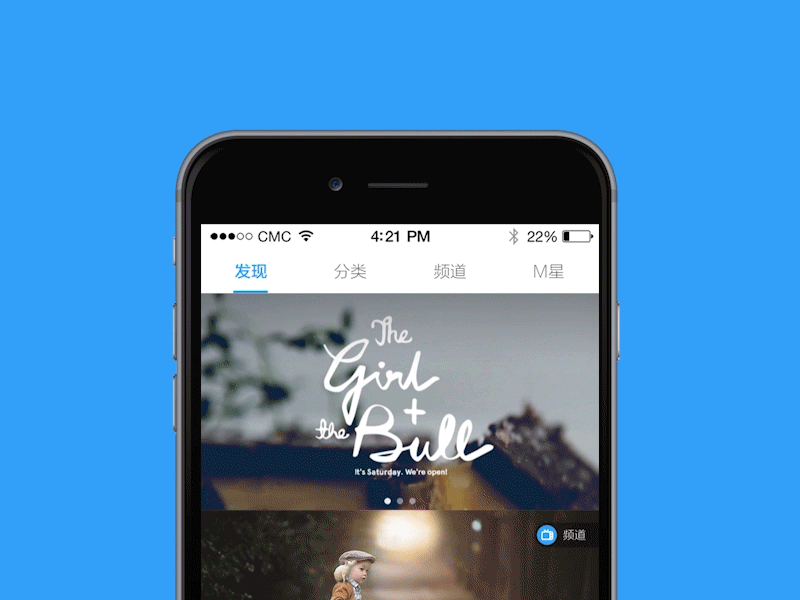 CMC 4:21 PM 22%
发现 分类 频道 M星
The
Girl
+
the Bull
It's Saturday. We're open!
频道